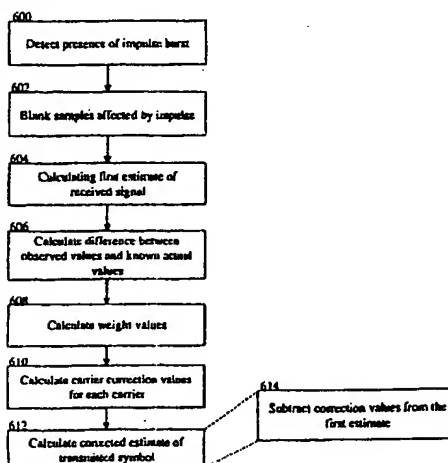 600
Detect presence of impulse burst
602
Blank samples affected by impulse
604
Calculating first estimate of
received signal
606
Calculate difference between
observed values and known actual
values
608
Calculate weight values
610
Calculate carrier correction values
for each carrier
612
Calculate corrected estimate of
transmitted symbol
614
Subtract correction values from the
first estimate